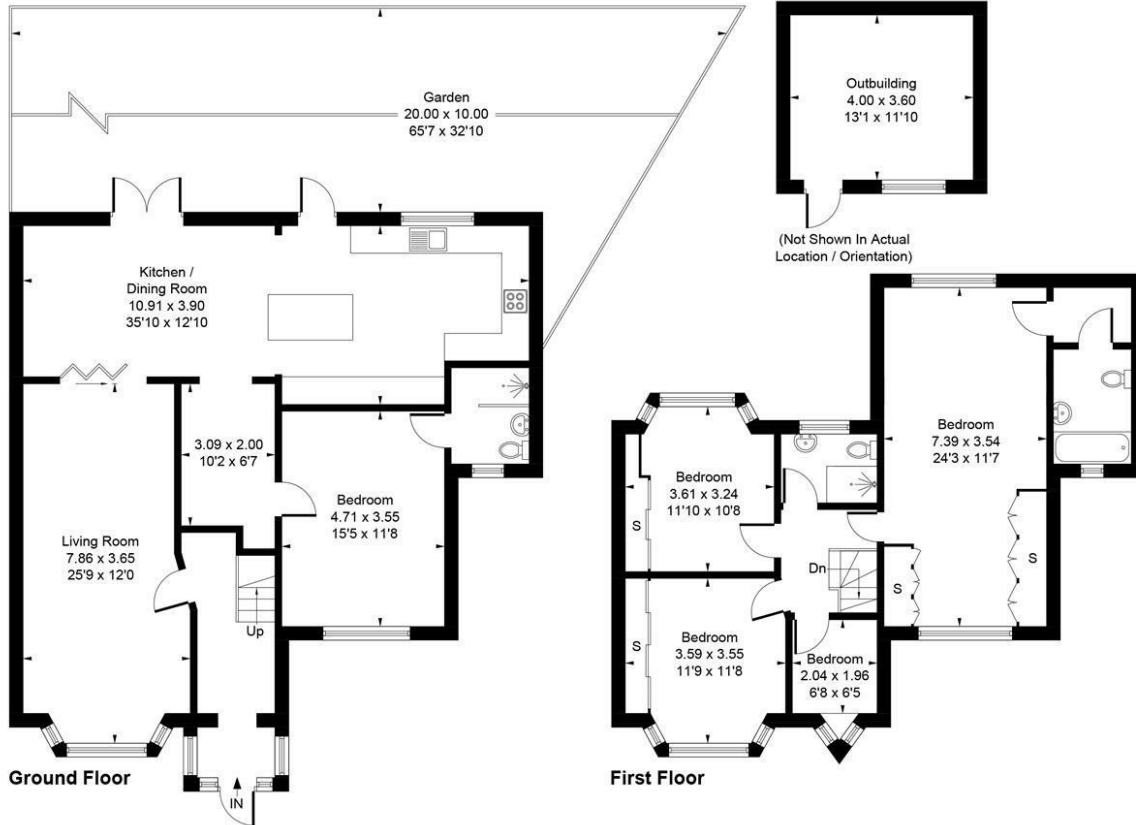 Garden
20.00 x 10.00
65'7 x 32'10
Outbuilding
4.00 x 3.60
13'1 x 11'10
(Not Shown In Actual
Location / Orientation)
Kitchen /
Dining Room
10.91 x 3.90
35'10 x 12'10
3.09 x 2.00
10'2 x 6'7
Bedroom
4.71 x 3.55
15'5 x 11'8
Living Room
7.86 x 3.65
25'9 x 12'0
Up
IN
Ground Floor
Bedroom
7.39 x 3.54
24'3 x 11'7
Bedroom
3.61 x 3.24
11'10 x 10'8
S
S
S
Dn
Bedroom
3.59 x 3.55
11'9 x 11'8
S
Bedroom
2.04 x 1.96
6'8 x 6'5
First Floor